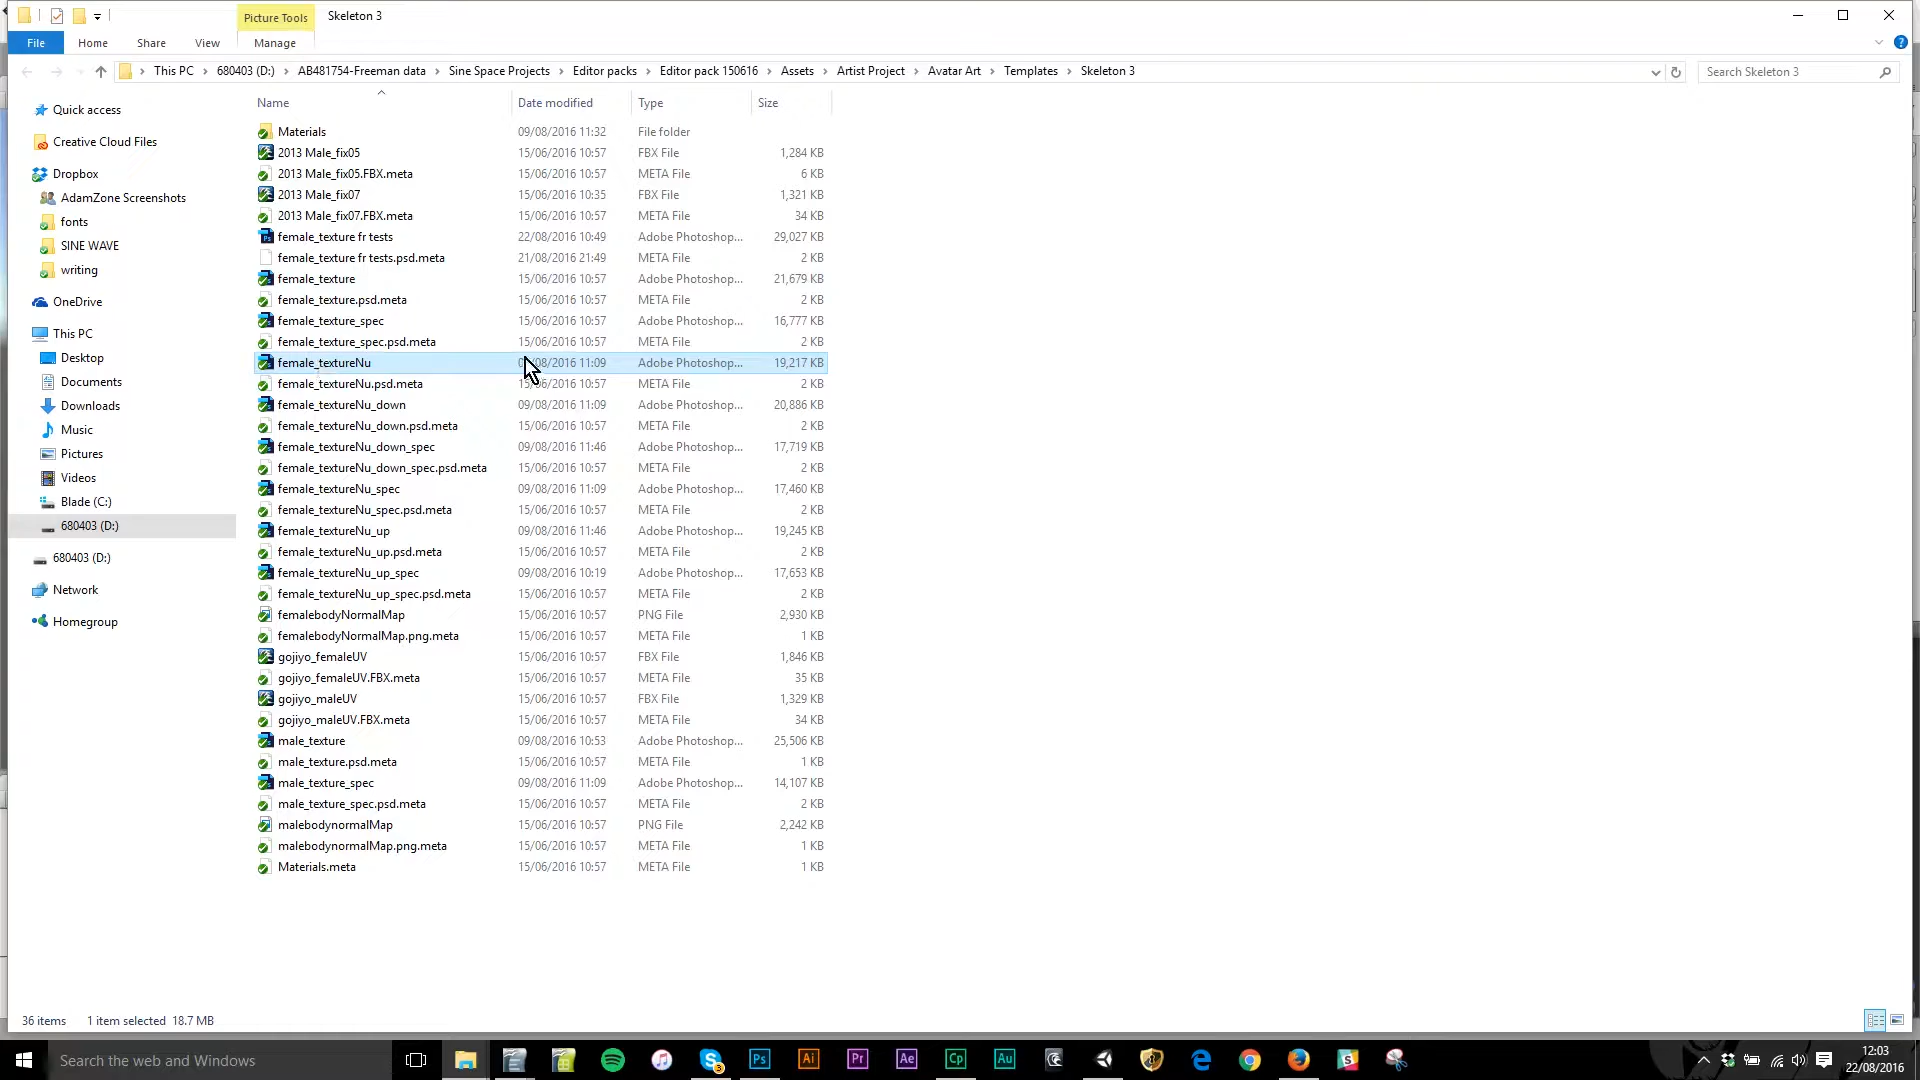 Picture Tools Skeleton 3
File Home Share View Manage
This PC 680403 (D:) AB481754-Freeman data Sine Space Projects Editor packs Editor pack 150616 Assets Artist Project Avatar Art Templates Skeleton 3 Search Skeleton 3
Name Date modified Type Size
Quick access
Creative Cloud Files
Dropbox
AdamZone Screenshots
fonts
SINE WAVE
writing
OneDrive
This PC
Desktop
Documents
Downloads
Music
Pictures
Videos
Blade (C:)
680403 (D:)
680403 (D:)
Network
Homegroup
Materials 09/08/2016 11:32 File folder
2013 Male_fix05 15/06/2016 10:57 FBX File 1,284 KB
2013 Male_fix05.FBX.meta 15/06/2016 10:57 META File 6 KB
2013 Male_fix07 15/06/2016 10:35 FBX File 1,321 KB
2013 Male_fix07.FBX.meta 15/06/2016 10:57 META File 34 KB
female_texture fr tests 22/08/2016 10:49 Adobe Photoshop... 29,027 KB
female_texture fr tests.psd.meta 21/08/2016 21:49 META File 2 KB
female_texture 15/06/2016 10:57 Adobe Photoshop... 21,679 KB
female_texture.psd.meta 15/06/2016 10:57 META File 2 KB
female_texture_spec 15/06/2016 10:57 Adobe Photoshop... 16,777 KB
female_texture_spec.psd.meta 15/06/2016 10:57 META File 2 KB
female_textureNu 11:09 Adobe Photoshop... 19,217 KB
female_textureNu.psd.meta 15/06/2016 10:57 META File 2 KB
female_textureNu_down 09/08/2016 11:09 Adobe Photoshop... 20,886 KB
female_textureNu_down.psd.meta 15/06/2016 10:57 META File 2 KB
female_textureNu_down_spec 09/08/2016 11:46 Adobe Photoshop... 17,719 KB
female_textureNu_down_spec.psd.meta 15/06/2016 10:57 META File 2 KB
female_textureNu_spec 09/08/2016 11:09 Adobe Photoshop... 17,460 KB
female_textureNu_spec.psd.meta 15/06/2016 10:57 META File 2 KB
female_textureNu_up 09/08/2016 11:46 Adobe Photoshop... 19,245 KB
female_textureNu_up.psd.meta 15/06/2016 10:57 META File 2 KB
female_textureNu_up_spec 09/08/2016 10:19 Adobe Photoshop... 17,653 KB
female_textureNu_up_spec.psd.meta 15/06/2016 10:57 META File 2 KB
femalebodyNormalMap 15/06/2016 10:57 PNG File 2,930 KB
femalebodyNormalMap.png.meta 15/06/2016 10:57 META File 1 KB
gojiyo_femaleUV 15/06/2016 10:57 FBX File 1,846 KB
gojiyo_femaleUV.FBX.meta 15/06/2016 10:57 META File 35 KB
gojiyo_maleUV 15/06/2016 10:57 FBX File 1,329 KB
gojiyo_maleUV.FBX.meta 15/06/2016 10:57 META File 34 KB
male_texture 09/08/2016 10:53 Adobe Photoshop... 25,506 KB
male_texture.psd.meta 15/06/2016 10:57 META File 1 KB
male_texture_spec 09/08/2016 11:09 Adobe Photoshop... 14,107 KB
male_texture_spec.psd.meta 15/06/2016 10:57 META File 2 KB
malebodynormalMap 15/06/2016 10:57 PNG File 2,242 KB
malebodynormalMap.png.meta 15/06/2016 10:57 META File 1 KB
Materials.meta 15/06/2016 10:57 META File 1 KB
36 items 1 item selected 18.7 MB
Search the web and Windows
3 Ps Ai Pr Ae Cp Au
12:03
22/08/2016